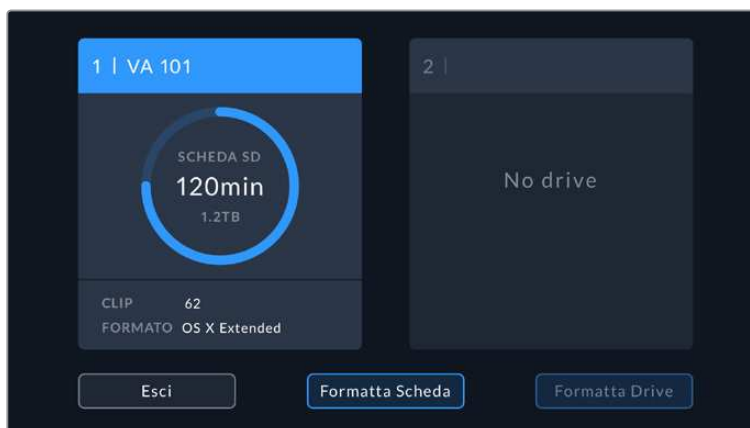 1 | VA 101
SCHEDA SD
120min
1.2TB
CLIP 62
FORMATO OS X Extended
2 |
No drive
Esci
Formatta Scheda
Formatta Drive